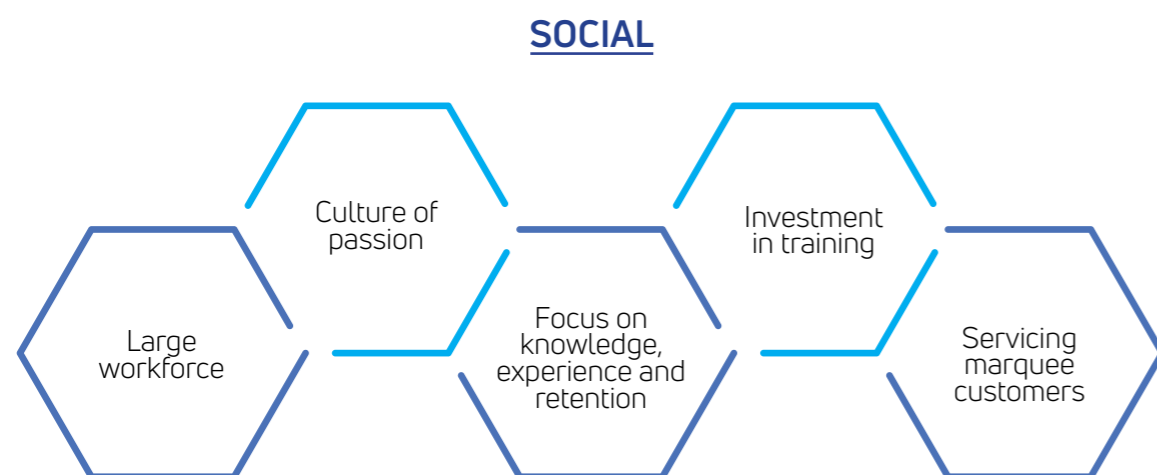 SOCIAL
Large
workforce
Culture of
passion
Focus on
knowledge,
experience and
retention
Investment
in training
Servicing
marquee
customers